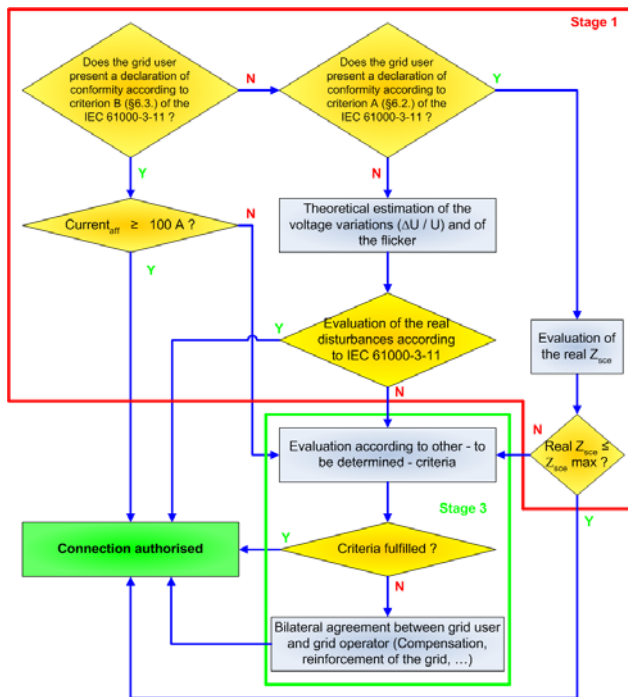 Stage 1
Does the grid user
present a declaration of
conformity according to
criterion B (§6.3.) of the
IEC 61000-3-11 ?
N
Does the grid user
present a declaration of
conformity according to
criterion A (§6.2.) of the
IEC 61000-3-11 ?
Y
Y
N
Current_aff ≥ 100 A ?
N
Y
Theoretical estimation of the
voltage variations (ΔU / U) and of
the flicker
Y
Evaluation of the real
disturbances according
to IEC 61000-3-11
N
Evaluation of
the real Z_sce
Evaluation according to other - to
be determined - criteria
N
Real Z_sce ≤
Z_sce max ?
Y
Stage 3
Connection authorised
Y
Criteria fulfilled ?
N
Bilateral agreement between grid user
and grid operator (Compensation,
reinforcement of the grid, …)